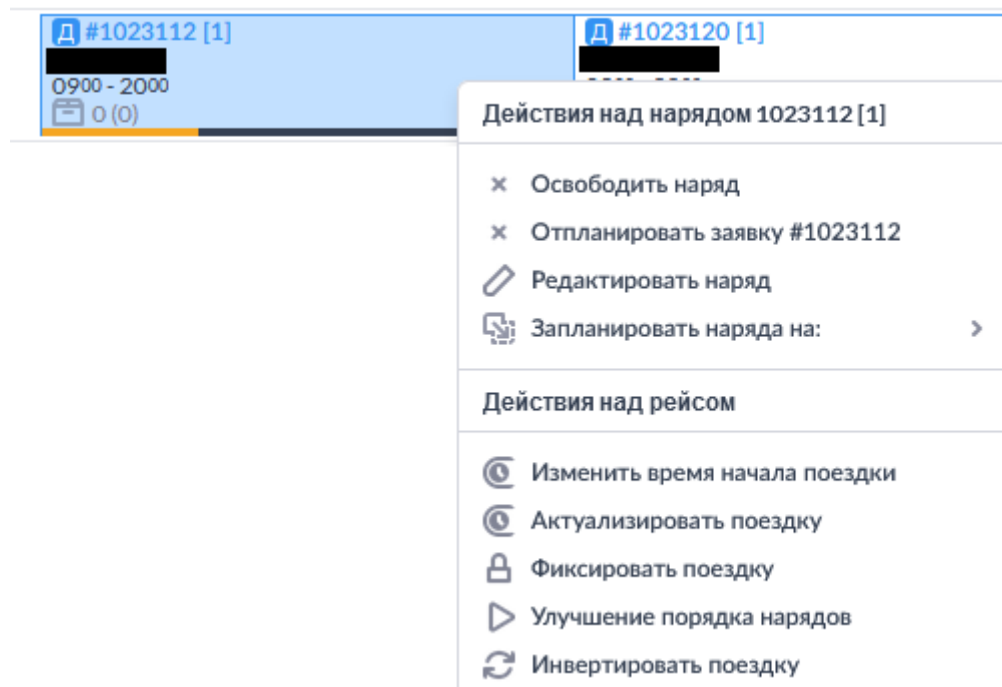 Д #1023112 [1]
Д #1023120 [1]
0900 - 2000
0 (0)
Действия над нарядом 1023112 [1]
Освободить наряд
Отпланировать заявку #1023112
Редактировать наряд
Запланировать наряда на:
Действия над рейсом
Изменить время начала поездки
Актуализировать поездку
Фиксировать поездку
Улучшение порядка нарядов
Инвертировать поездку